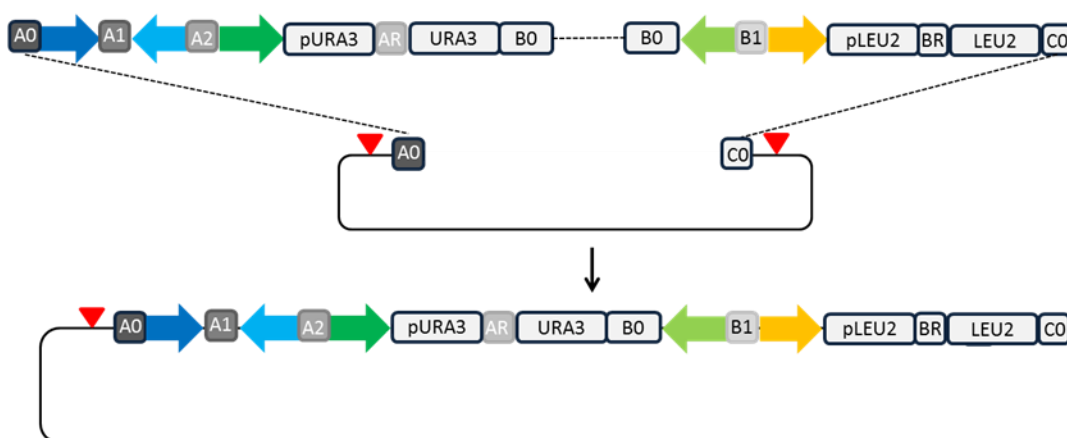 A0 A1 A2 pURA3 AR URA3 B0 B0 B1 pLEU2 BR LEU2 C0
A0 C0
A0 A1 A2 pURA3 AR URA3 B0 B1 pLEU2 BR LEU2 C0